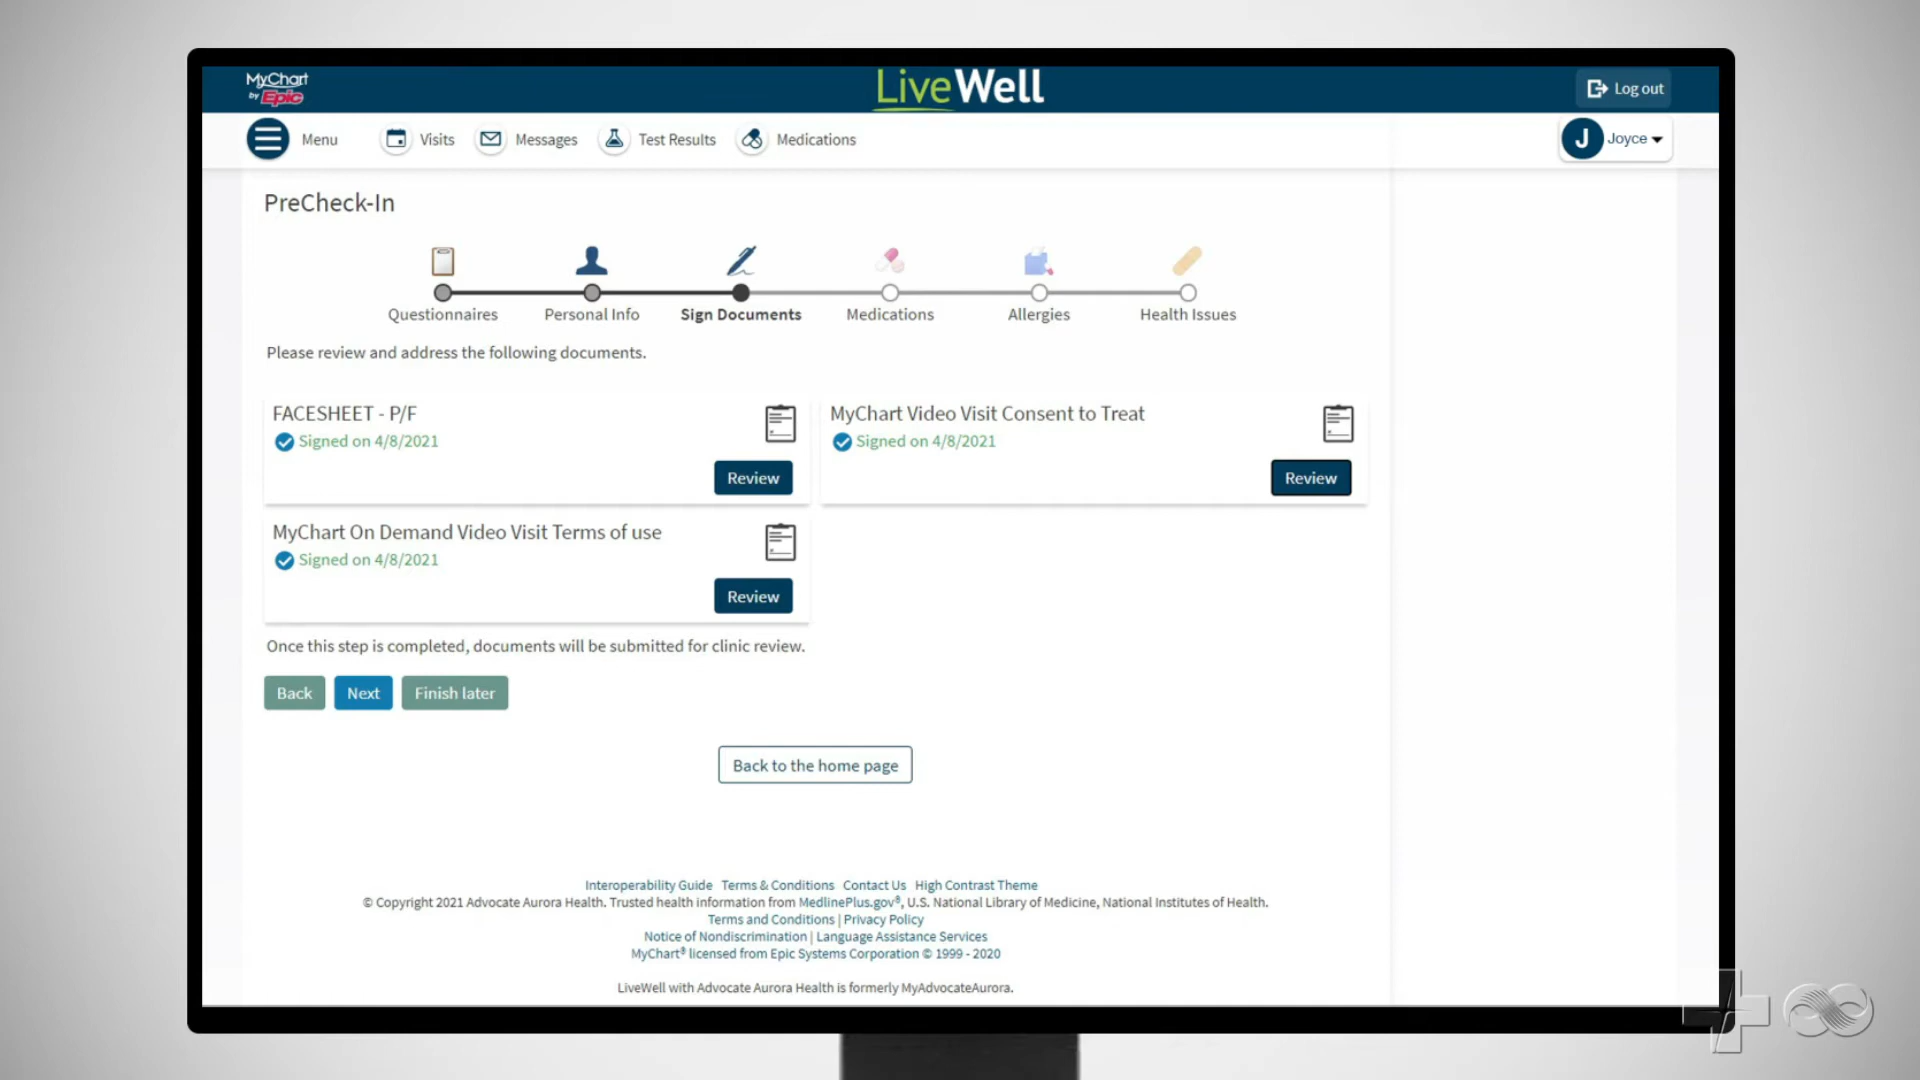 MyChart
by Epic
LiveWell
Log out
Menu
Visits
Messages
Test Results
Medications
J
Joyce
PreCheck-In
Questionnaires
Personal Info
Sign Documents
Medications
Allergies
Health Issues
Please review and address the following documents.
FACESHEET - P/F
Signed on 4/8/2021
Review
MyChart Video Visit Consent to Treat
Signed on 4/8/2021
Review
MyChart On Demand Video Visit Terms of use
Signed on 4/8/2021
Review
Once this step is completed, documents will be submitted for clinic review.
Back
Next
Finish later
Back to the home page
Interoperability Guide Terms & Conditions Contact Us High Contrast Theme
© Copyright 2021 Advocate Aurora Health. Trusted health information from MedlinePlus.gov®, U.S. National Library of Medicine, National Institutes of Health.
Terms and Conditions | Privacy Policy
Notice of Nondiscrimination | Language Assistance Services
MyChart® licensed from Epic Systems Corporation © 1999 - 2020
LiveWell with Advocate Aurora Health is formerly MyAdvocateAurora.